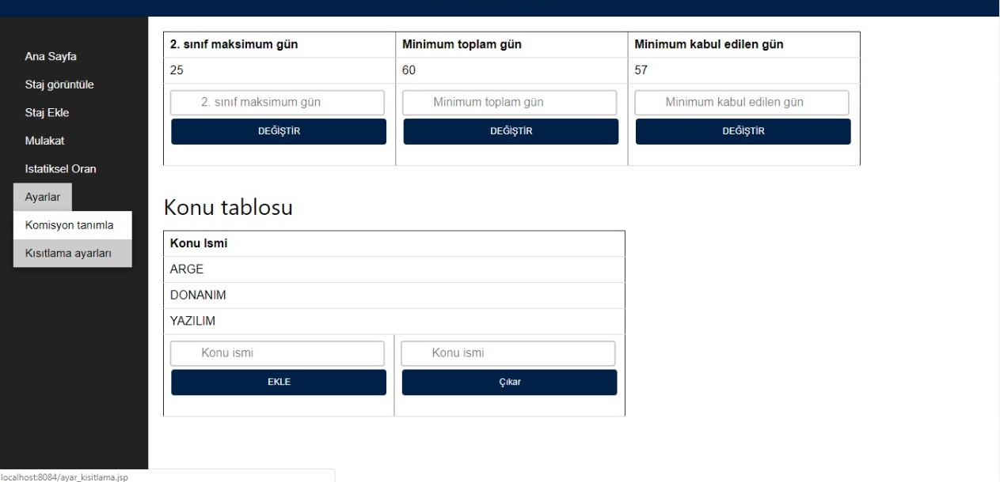 Ana Sayfa
Staj görüntüle
Staj Ekle
Mulakat
Istatiksel Oran
Ayarlar
Komisyon tanımla
Kısıtlama ayarları
2. sınıf maksimum gün Minimum toplam gün Minimum kabul edilen gün
25 60 57
2. sınıf maksimum gün Minimum toplam gün Minimum kabul edilen gün
DEĞİŞTİR DEĞİŞTİR DEĞİŞTİR
Konu tablosu
Konu Ismi
ARGE
DONANIM
YAZILIM
Konu ismi Konu ismi
EKLE Çıkar
localhost:8084/ayar_kisitlama.jsp